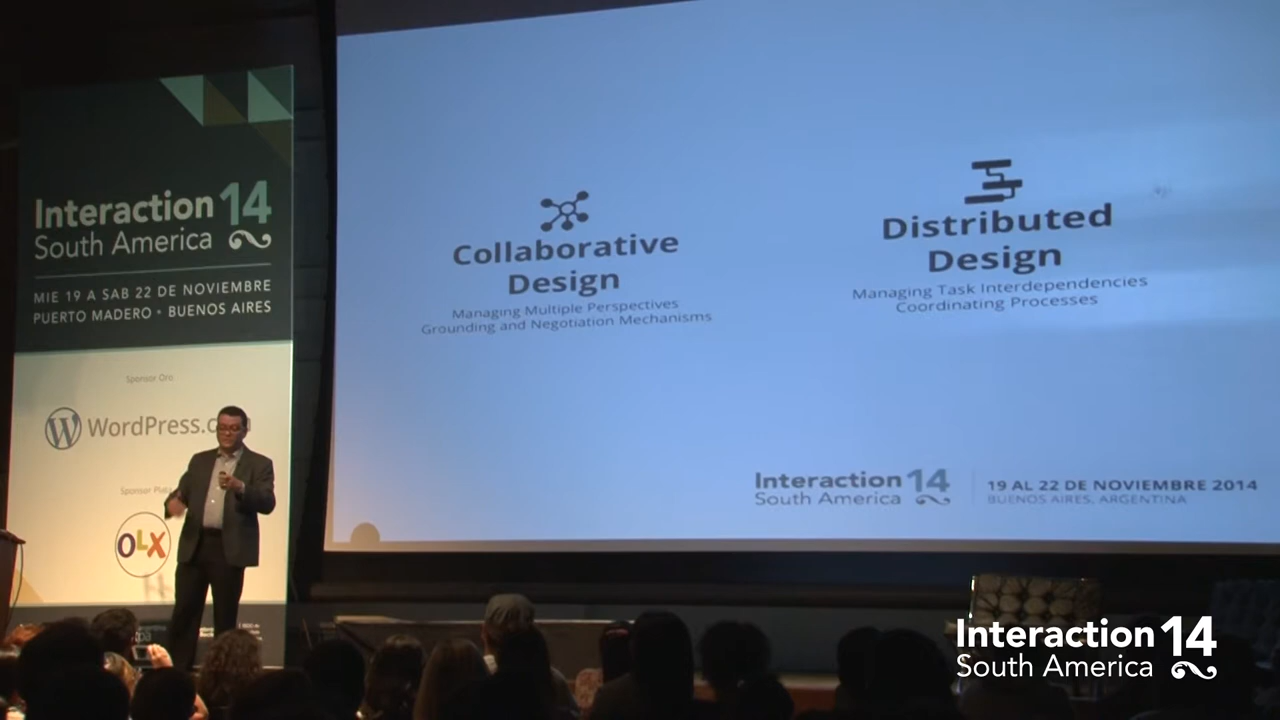 Interaction 14
South America
MIE 19 A SAB 22 DE NOVIEMBRE
PUERTO MADERO • BUENOS AIRES
Sponsor Oro
WordPress.c
Sponsor Plata
OLX
Collaborative
Design
Managing Multiple Perspectives
Grounding and Negotiation Mechanisms
Distributed
Design
Managing Task Interdependencies
Coordinating Processes
Interaction 14
South America
19 AL 22 DE NOVIEMBRE 2014
BUENOS AIRES, ARGENTINA
Interaction 14
South America